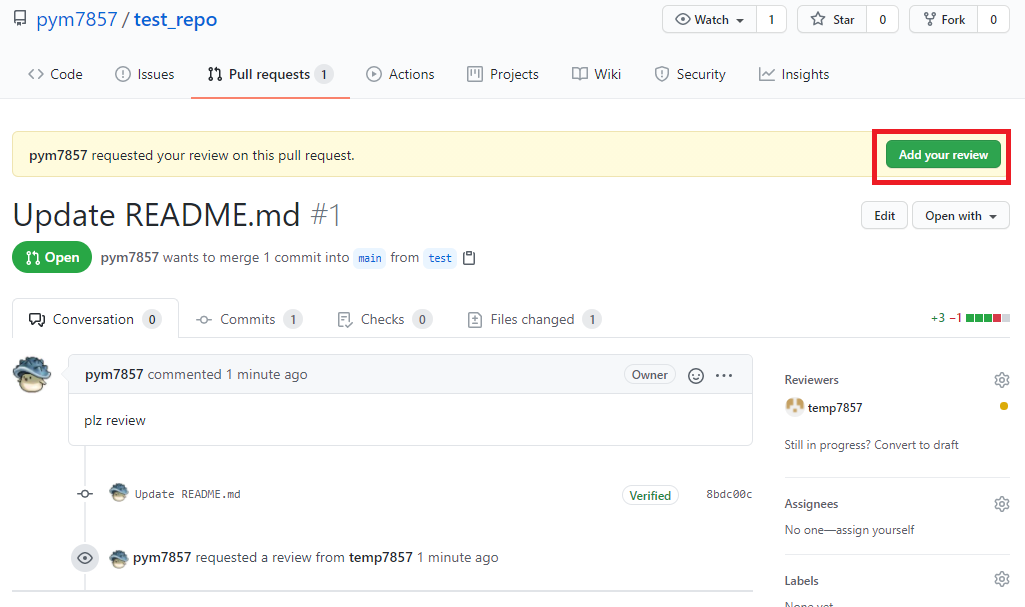 pym7857 / test_repo
Watch 1 Star 0 Fork 0
Code Issues Pull requests 1 Actions Projects Wiki Security Insights
pym7857 requested your review on this pull request. Add your review
Update README.md #1 Edit Open with
Open pym7857 wants to merge 1 commit into main from test
Conversation 0 Commits 1 Checks 0 Files changed 1 +3 −1
pym7857 commented 1 minute ago Owner
plz review
Reviewers
temp7857
Still in progress? Convert to draft
Update README.md Verified 8bdc00c
Assignees
No one—assign yourself
pym7857 requested a review from temp7857 1 minute ago
Labels
None yet